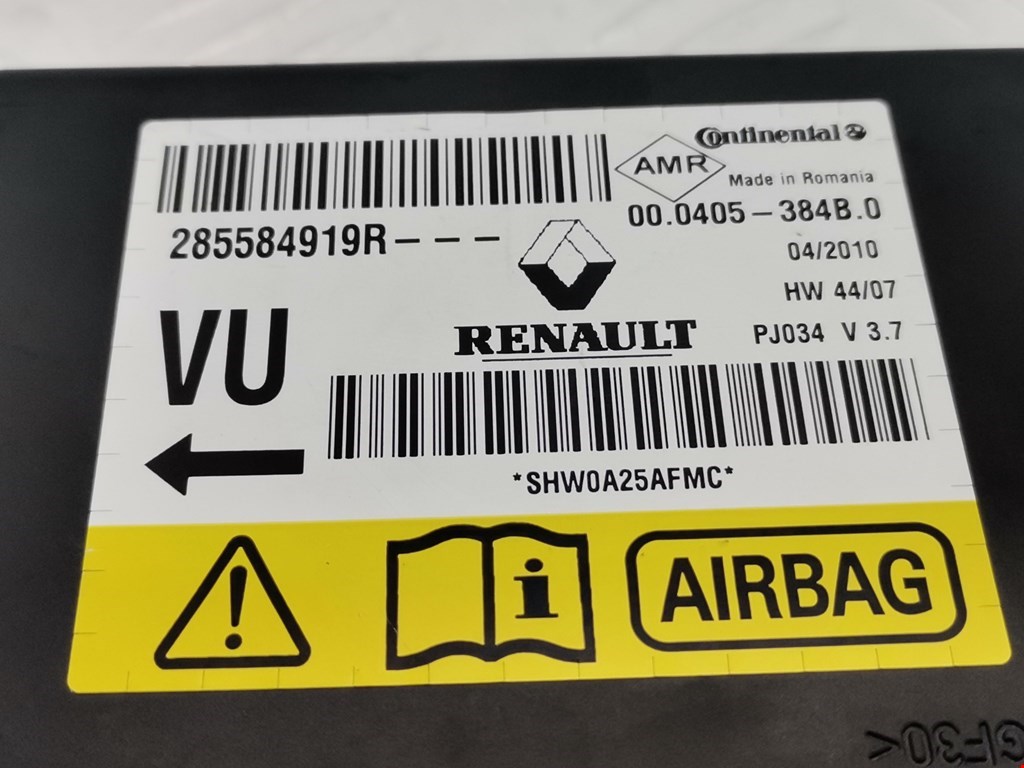 Continental
AMR
Made in Romania
285584919R---
00.0405-384B.0
04/2010
HW 44/07
RENAULT
PJ034 V 3.7
VU
*SHW0A25AFMC*
i
AIRBAG
GF30<